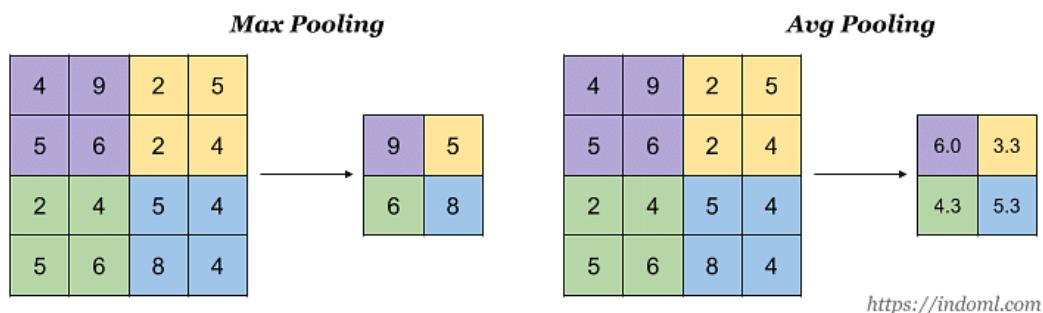 Max Pooling
4 9 2 5
5 6 2 4
2 4 5 4
5 6 8 4
9 5
6 8
Avg Pooling
4 9 2 5
5 6 2 4
2 4 5 4
5 6 8 4
6.0 3.3
4.3 5.3
https://indoml.com